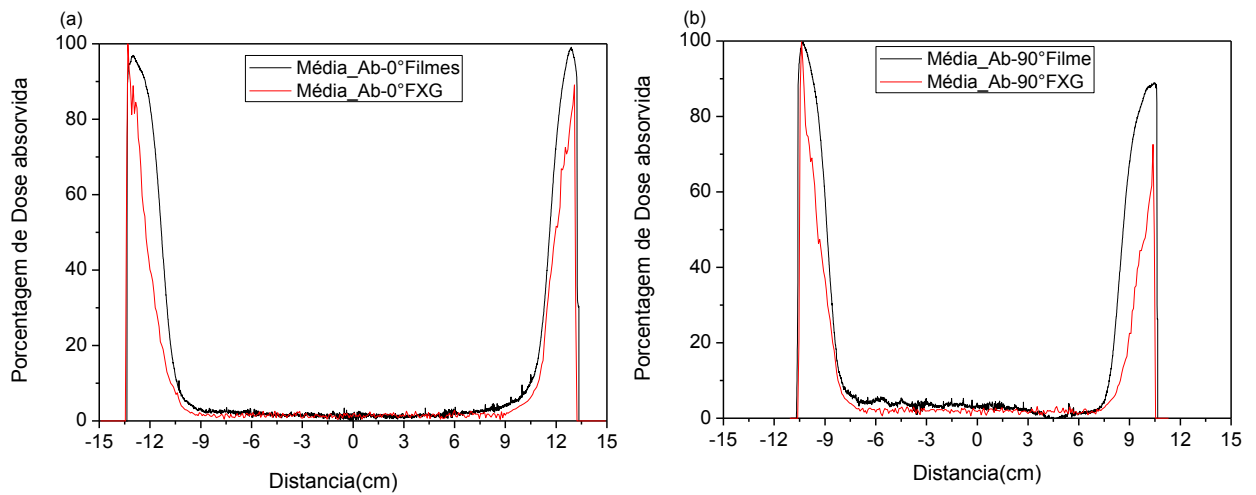 (a)
Porcentagem de Dose absorvida
100
80
60
40
20
0
Média_Ab-0°Filmes
Média_Ab-0°FXG
-15 -12 -9 -6 -3 0 3 6 9 12 15
Distancia(cm)
(b)
Porcentagem de Dose absorvida
100
80
60
40
20
0
Média_Ab-90°Filme
Média_Ab-90°FXG
-15 -12 -9 -6 -3 0 3 6 9 12 15
Distancia(cm)